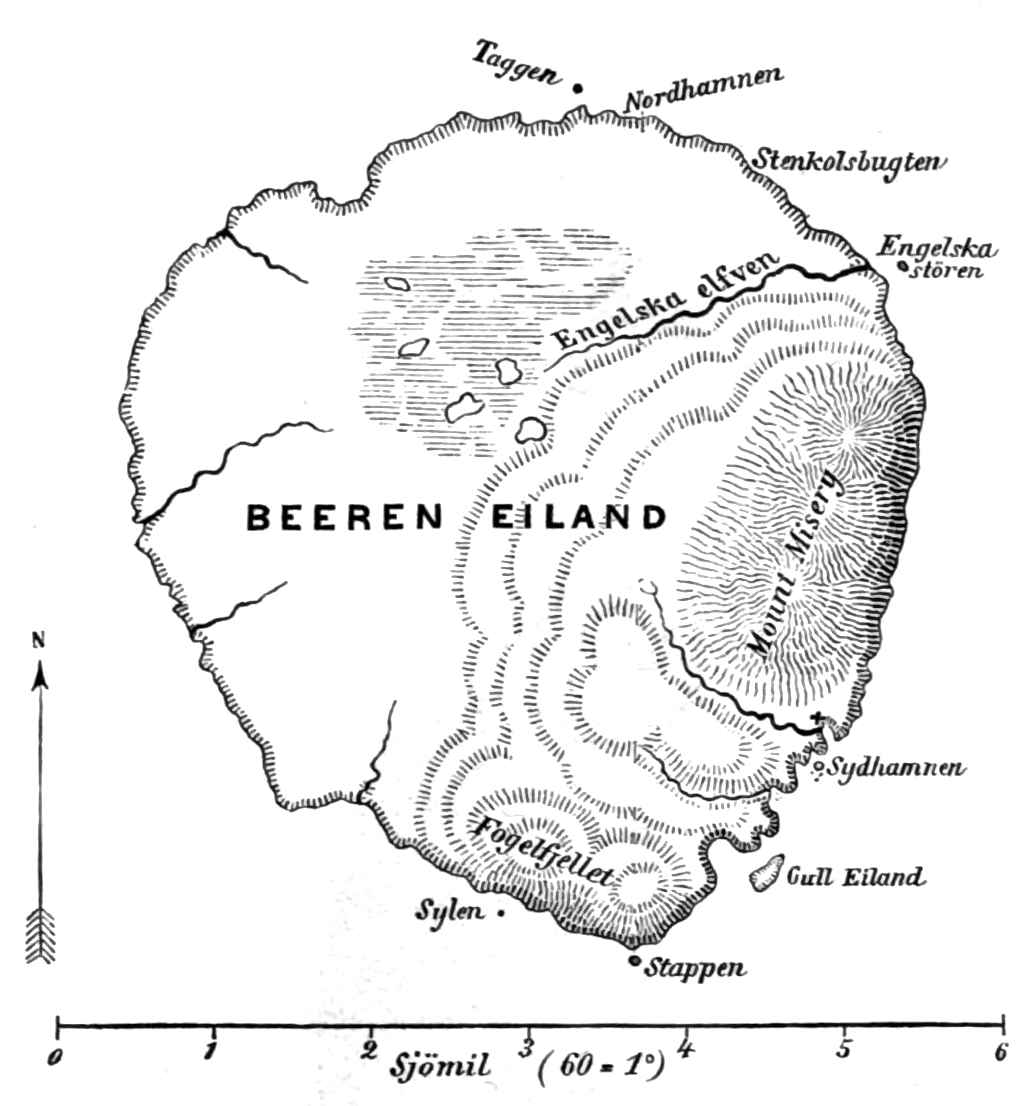 Taggen
Nordhamnen
Stenkolsbugten
Engelska
stören
Engelska elfven
BEEREN EILAND
Mount Misery
N
Sydhamnen
Fogelfjellet
Gull Eiland
Sylen
Stappen
0 1 2 3 4 5 6
Sjömil (60 = 1°)